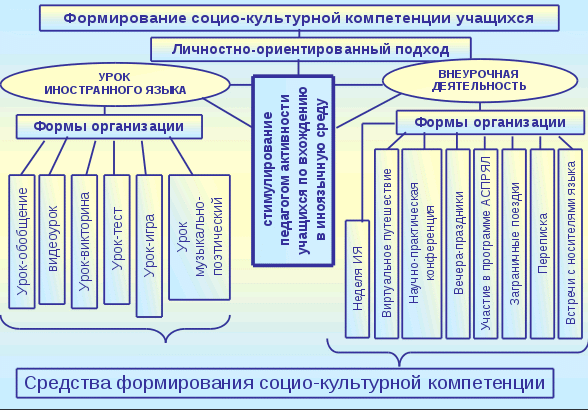 Формирование социо-культурной компетенции учащихся
Личностно-ориентированный подход
УРОК
ИНОСТРАННОГО ЯЗЫКА
ВНЕУРОЧНАЯ
ДЕЯТЕЛЬНОСТЬ
стимулирование
педагогом активности
учащихся по вхождению
в иноязычную среду
Формы организации
Формы организации
Урок-обобщение
видеоурок
Урок-викторина
Урок-тест
Урок-игра
Урок
музыкально-
поэтический
Неделя ИЯ
Виртуальное путешествие
Научно-практическая
конференция
Вечера-праздники
Участие в программе АСПРЯЛ
Заграничные поездки
Переписка
Встречи с носителями языка
Средства формирования социо-культурной компетенции